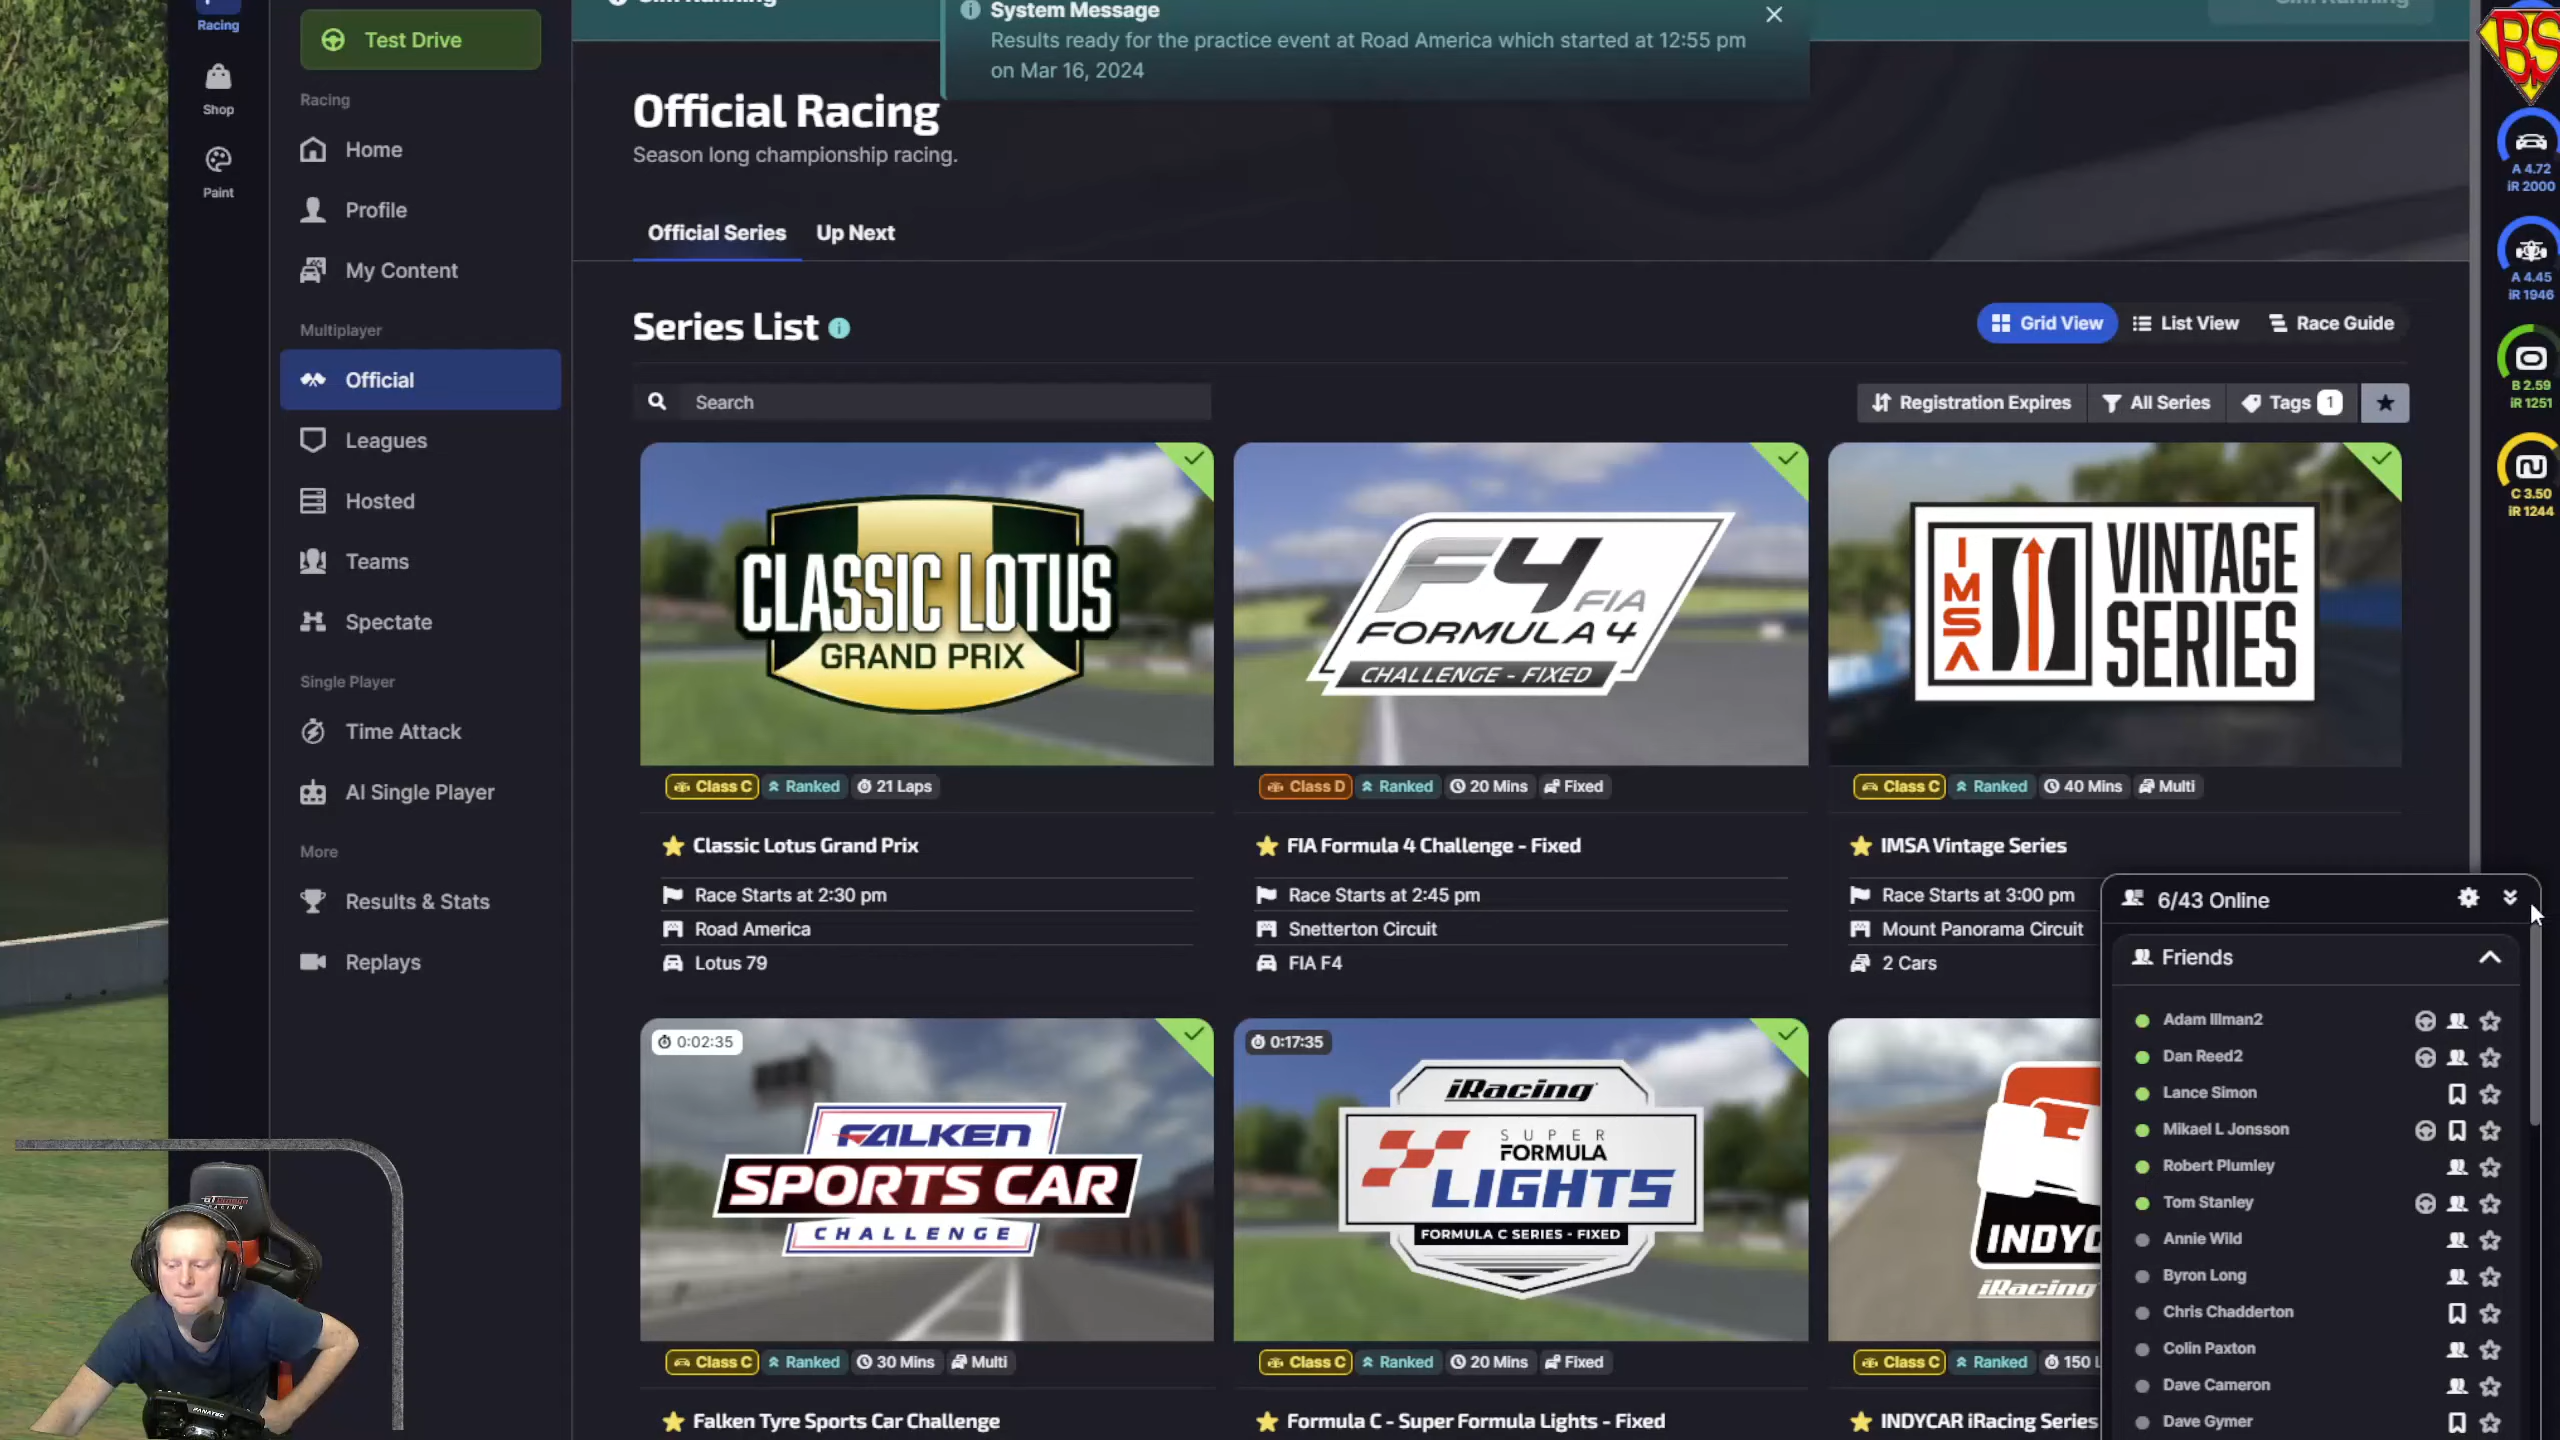 Racing
Shop
Paint
Test Drive
Racing
Home
Profile
My Content
Multiplayer
Official
Leagues
Hosted
Teams
Spectate
Single Player
Time Attack
AI Single Player
More
Results & Stats
Replays
System Message
Results ready for the practice event at Road America which started at 12:55 pm
on Mar 16, 2024
Official Racing
Season long championship racing.
Official Series
Up Next
Series List
Grid View
List View
Race Guide
Search
Registration Expires
All Series
Tags 1
CLASSIC LOTUS
GRAND PRIX
Class C
Ranked
21 Laps
Classic Lotus Grand Prix
Race Starts at 2:30 pm
Road America
Lotus 79
F4 FIA
FORMULA 4
CHALLENGE - FIXED
Class D
Ranked
20 Mins
Fixed
FIA Formula 4 Challenge - Fixed
Race Starts at 2:45 pm
Snetterton Circuit
FIA F4
IMSA
VINTAGE
SERIES
Class C
Ranked
40 Mins
Multi
IMSA Vintage Series
Race Starts at 3:00 pm
Mount Panorama Circuit
2 Cars
0:02:35
FALKEN
SPORTS CAR
CHALLENGE
Class C
Ranked
30 Mins
Multi
Falken Tyre Sports Car Challenge
0:17:35
iRacing
SUPER
FORMULA
LIGHTS
FORMULA C SERIES - FIXED
Class C
Ranked
20 Mins
Fixed
Formula C - Super Formula Lights - Fixed
iRacing
Class C
Ranked
150
INDYCAR iRacing Series
6/43 Online
Friends
Adam Illman2
Dan Reed2
Lance Simon
Mikael L Jonsson
Robert Plumley
Tom Stanley
Annie Wild
Byron Long
Chris Chadderton
Colin Paxton
Dave Cameron
Dave Gymer
BS
A 4.72
iR 2000
A 4.45
iR 1946
B 2.59
iR 1251
C 3.50
iR 1244
FANATEC